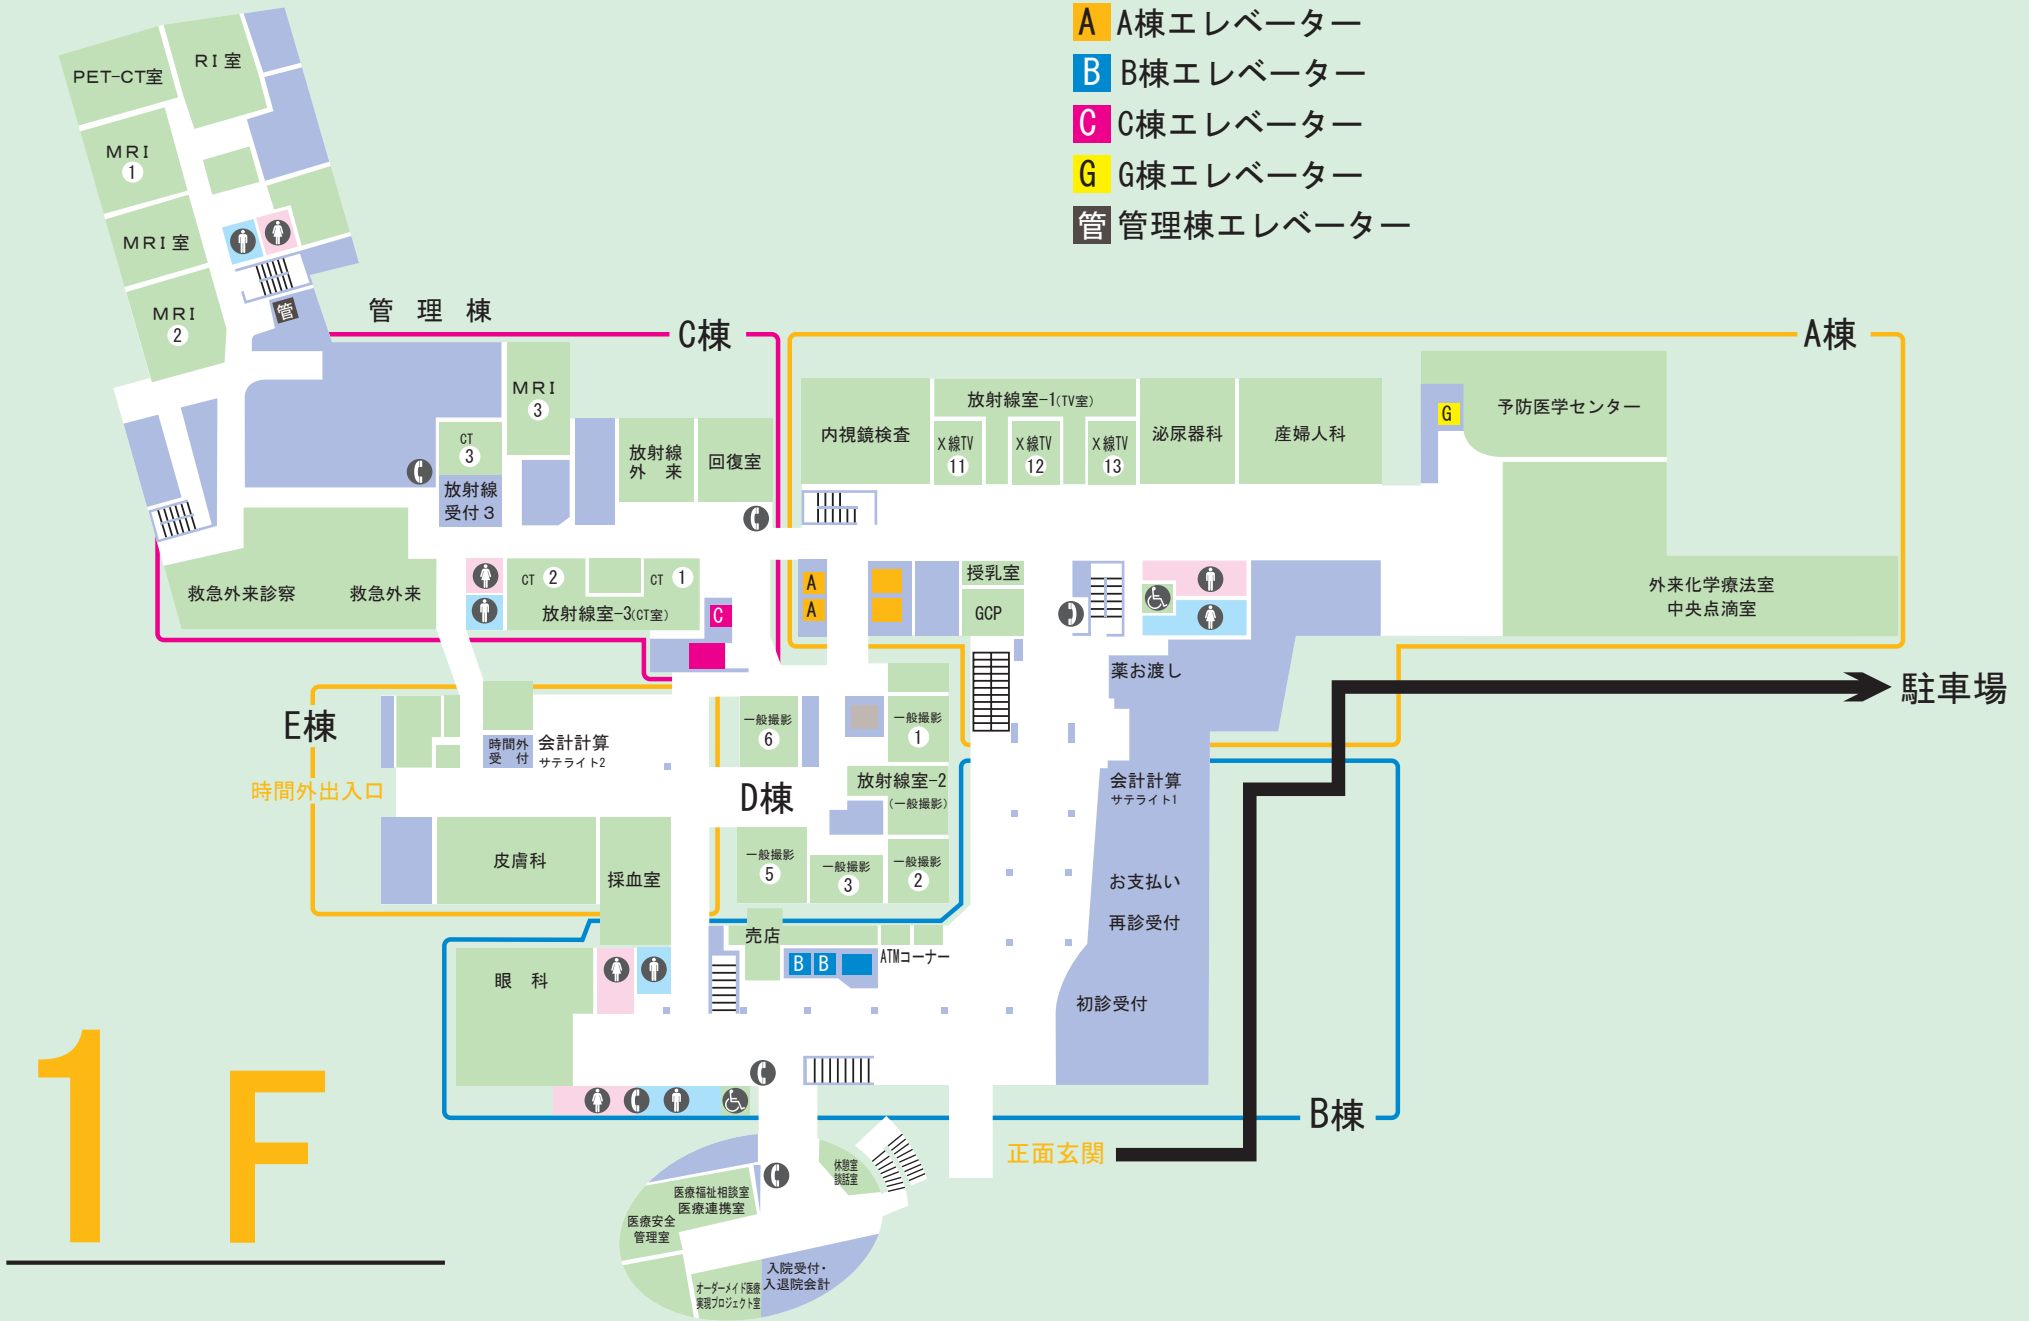 A A棟エレベーター
B B棟エレベーター
C C棟エレベーター
G G棟エレベーター
管 管理棟エレベーター
RI室
PET-CT室
MRI
1
MRI室
MRI
2
管
管理棟
C棟
A棟
MRI
3
CT
3
放射線
受付3
放射線
外来
回復室
内視鏡検査
放射線室-1(TV室)
X線TV
11
X線TV
12
X線TV
13
泌尿器科
産婦人科
G
予防医学センター
救急外来診察
救急外来
CT 2
CT 1
放射線室-3(CT室)
C
A
A
授乳室
GCP
外来化学療法室
中央点滴室
薬お渡し
駐車場
E棟
時間外
受付
会計計算
サテライト2
時間外出入口
一般撮影
6
一般撮影
1
D棟
放射線室-2
(一般撮影)
会計計算
サテライト1
皮膚科
採血室
一般撮影
5
一般撮影
3
一般撮影
2
お支払い
再診受付
売店
ATMコーナー
B B
眼科
初診受付
B棟
正面玄関
休憩室
談話室
医療福祉相談室
医療連携室
医療安全
管理室
入院受付・
入退院会計
オーダーメイド医療
実現プロジェクト室
1F